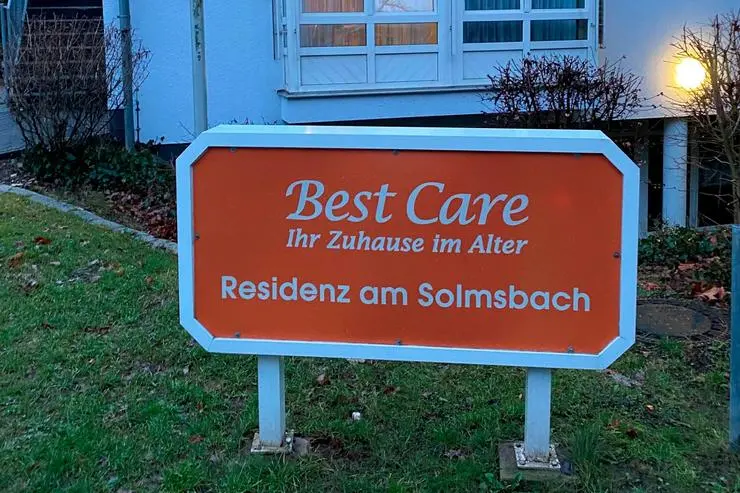 Best Care
Ihr Zuhause im Alter
Residenz am Solmsbach